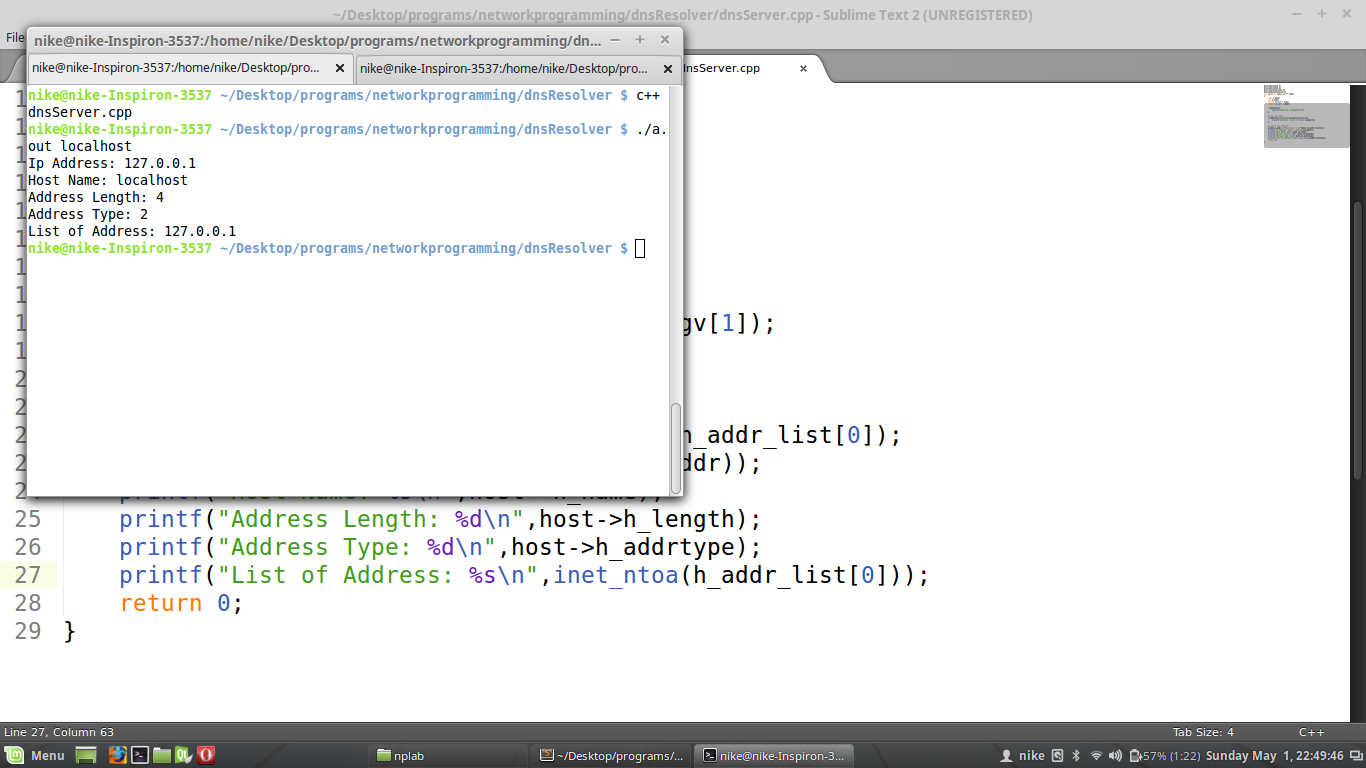 ~/Desktop/programs/networkprogramming/dnsResolver/dnsServer.cpp - Sublime Text 2 (UNREGISTERED)
File
nike@nike-Inspiron-3537:/home/nike/Desktop/programs/networkprogramming/dn...
nike@nike-Inspiron-3537:/home/nike/Desktop/pro...
nike@nike-Inspiron-3537:/home/nike/Desktop/pro...
dnsServer.cpp
nike@nike-Inspiron-3537 ~/Desktop/programs/networkprogramming/dnsResolver $ c++
dnsServer.cpp
nike@nike-Inspiron-3537 ~/Desktop/programs/networkprogramming/dnsResolver $ ./a.
out localhost
Ip Address: 127.0.0.1
Host Name: localhost
Address Length: 4
Address Type: 2
List of Address: 127.0.0.1
nike@nike-Inspiron-3537 ~/Desktop/programs/networkprogramming/dnsResolver $
gv[1]);
h_addr_list[0]);
ddr));
25 printf("Address Length: %d\n",host->h_length);
26 printf("Address Type: %d\n",host->h_addrtype);
27 printf("List of Address: %s\n",inet_ntoa(h_addr_list[0]));
28 return 0;
29 }
Line 27, Column 63
Tab Size: 4
C++
Menu
nplab
~/Desktop/programs/...
nike@nike-Inspiron-3...
nike
57% (1:22)
Sunday May 1, 22:49:46